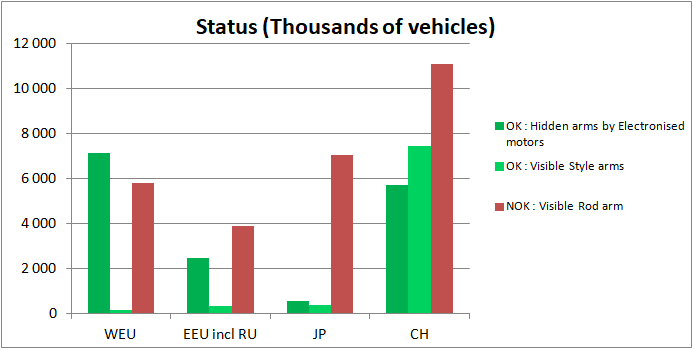 Status (Thousands of vehicles)
12 000
10 000
8 000
6 000
4 000
2 000
0
WEU
EEU incl RU
JP
CH
OK : Hidden arms by Electronised
motors
OK : Visible Style arms
NOK : Visible Rod arm